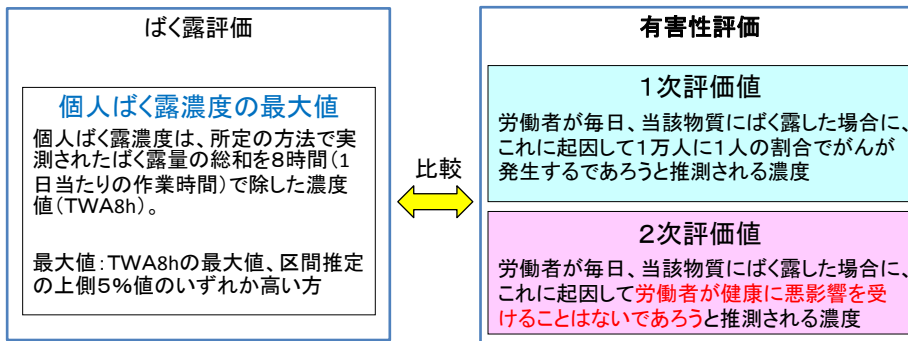 ばく露評価
個人ばく露濃度の最大値
個人ばく露濃度は、所定の方法で実
測されたばく露量の総和を8時間(1
日当たりの作業時間)で除した濃度
値(TWA8h)。
最大値:TWA8hの最大値、区間推定
の上側5%値のいずれか高い方
比較
有害性評価
1次評価値
労働者が毎日、当該物質にばく露した場合に、
これに起因して1万人に1人の割合でがんが
発生するであろうと推測される濃度
2次評価値
労働者が毎日、当該物質にばく露した場合に、
これに起因して労働者が健康に悪影響を受
けることはないであろうと推測される濃度